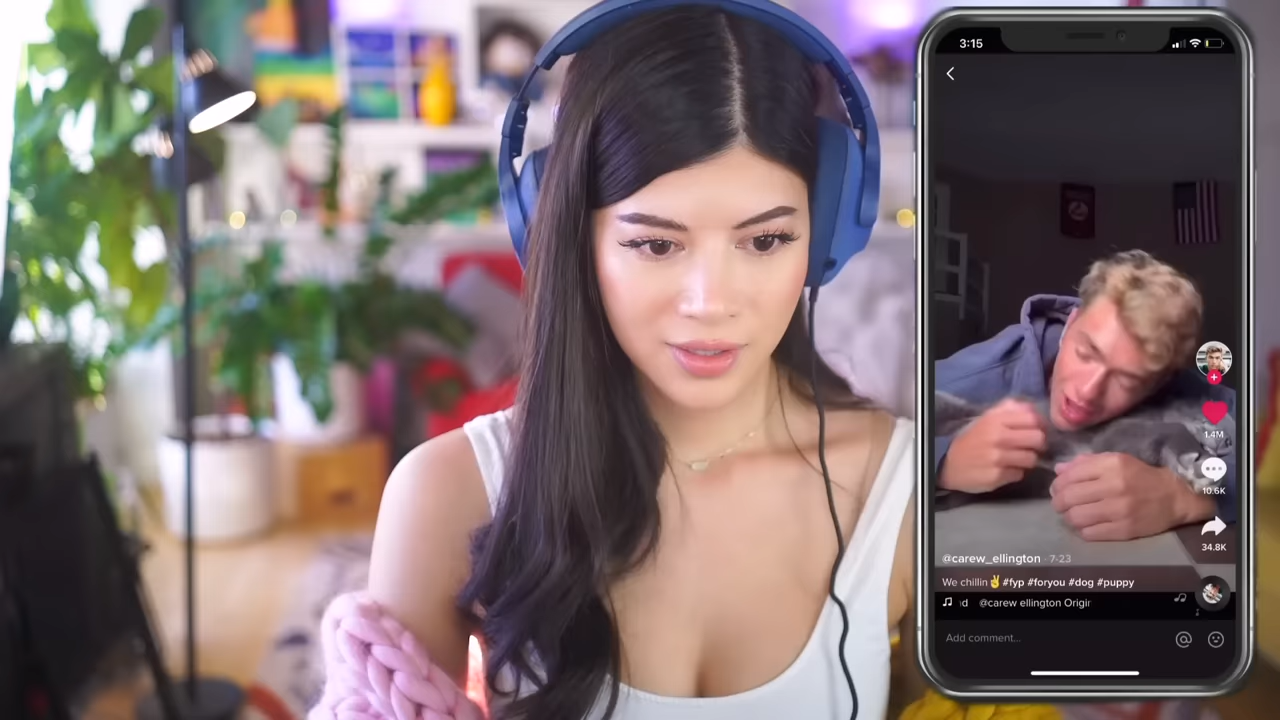 3:15
1.4M
10.6K
34.8K
@carew_ellington · 7-23
We chillin✌️#fyp #foryou #dog #puppy
d @carew ellington Origir
Add comment...